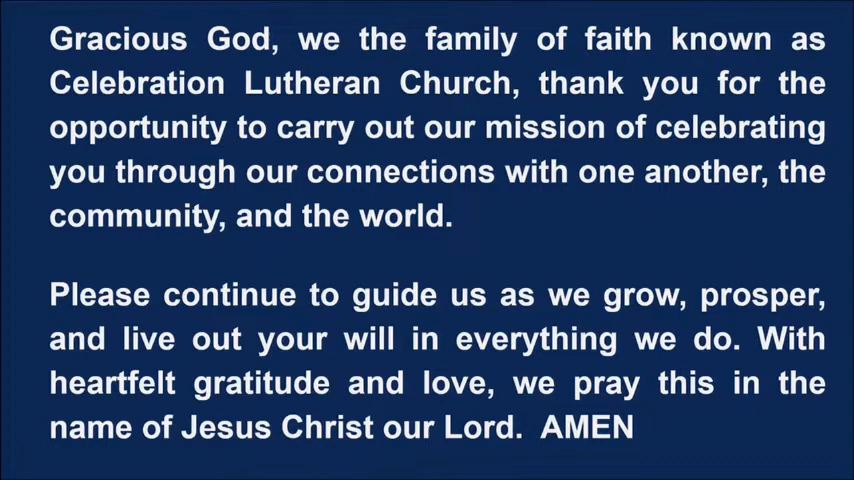 Gracious God, we the family of faith known as
Celebration Lutheran Church, thank you for the
opportunity to carry out our mission of celebrating
you through our connections with one another, the
community, and the world.
Please continue to guide us as we grow, prosper,
and live out your will in everything we do. With
heartfelt gratitude and love, we pray this in the
name of Jesus Christ our Lord.  AMEN